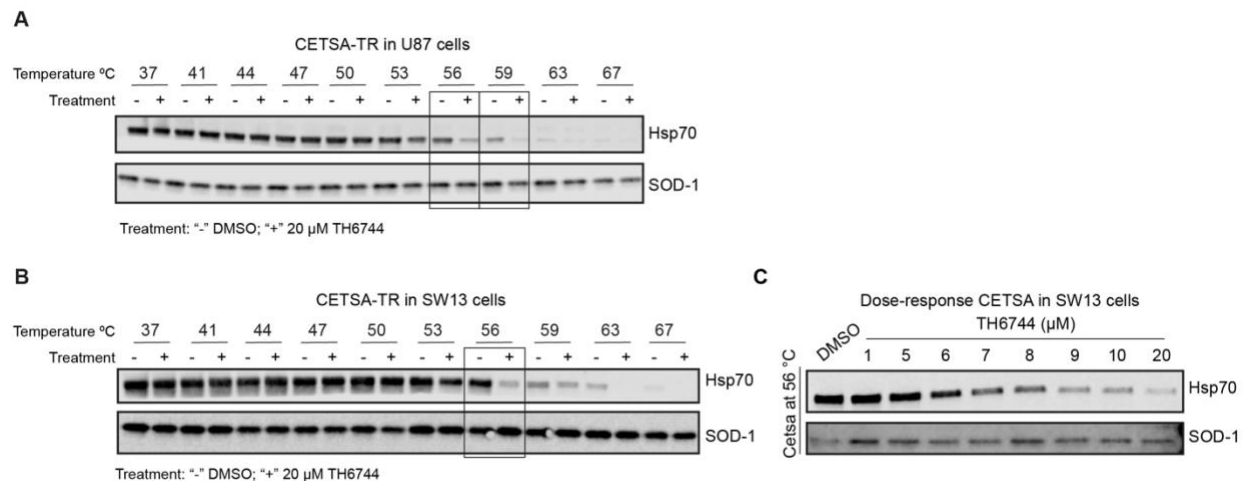 A
CETSA-TR in U87 cells
Temperature ºC 37 41 44 47 50 53 56 59 63 67
Treatment - + - + - + - + - + - + - + - + - + - +
Hsp70
SOD-1
Treatment: “-” DMSO; “+” 20 µM TH6744
B
CETSA-TR in SW13 cells
Temperature ºC 37 41 44 47 50 53 56 59 63 67
Treatment - + - + - + - + - + - + - + - + - + - +
Hsp70
SOD-1
Treatment: “-” DMSO; “+” 20 µM TH6744
C
Dose-response CETSA in SW13 cells
TH6744 (µM)
DMSO 1 5 6 7 8 9 10 20
Cetsa at 56 °C
Hsp70
SOD-1